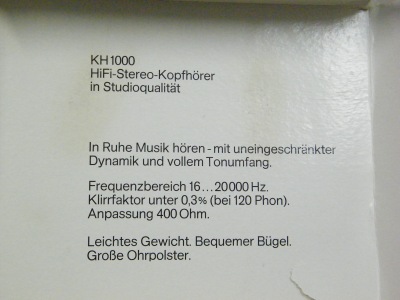 KH 1000
HiFi-Stereo-Kopfhörer
in Studioqualität
In Ruhe Musik hören - mit uneingeschränkter
Dynamik und vollem Tonumfang.
Frequenzbereich 16...20000 Hz.
Klirrfaktor unter 0,3% (bei 120 Phon).
Anpassung 400 Ohm.
Leichtes Gewicht. Bequemer Bügel.
Große Ohrpolster.